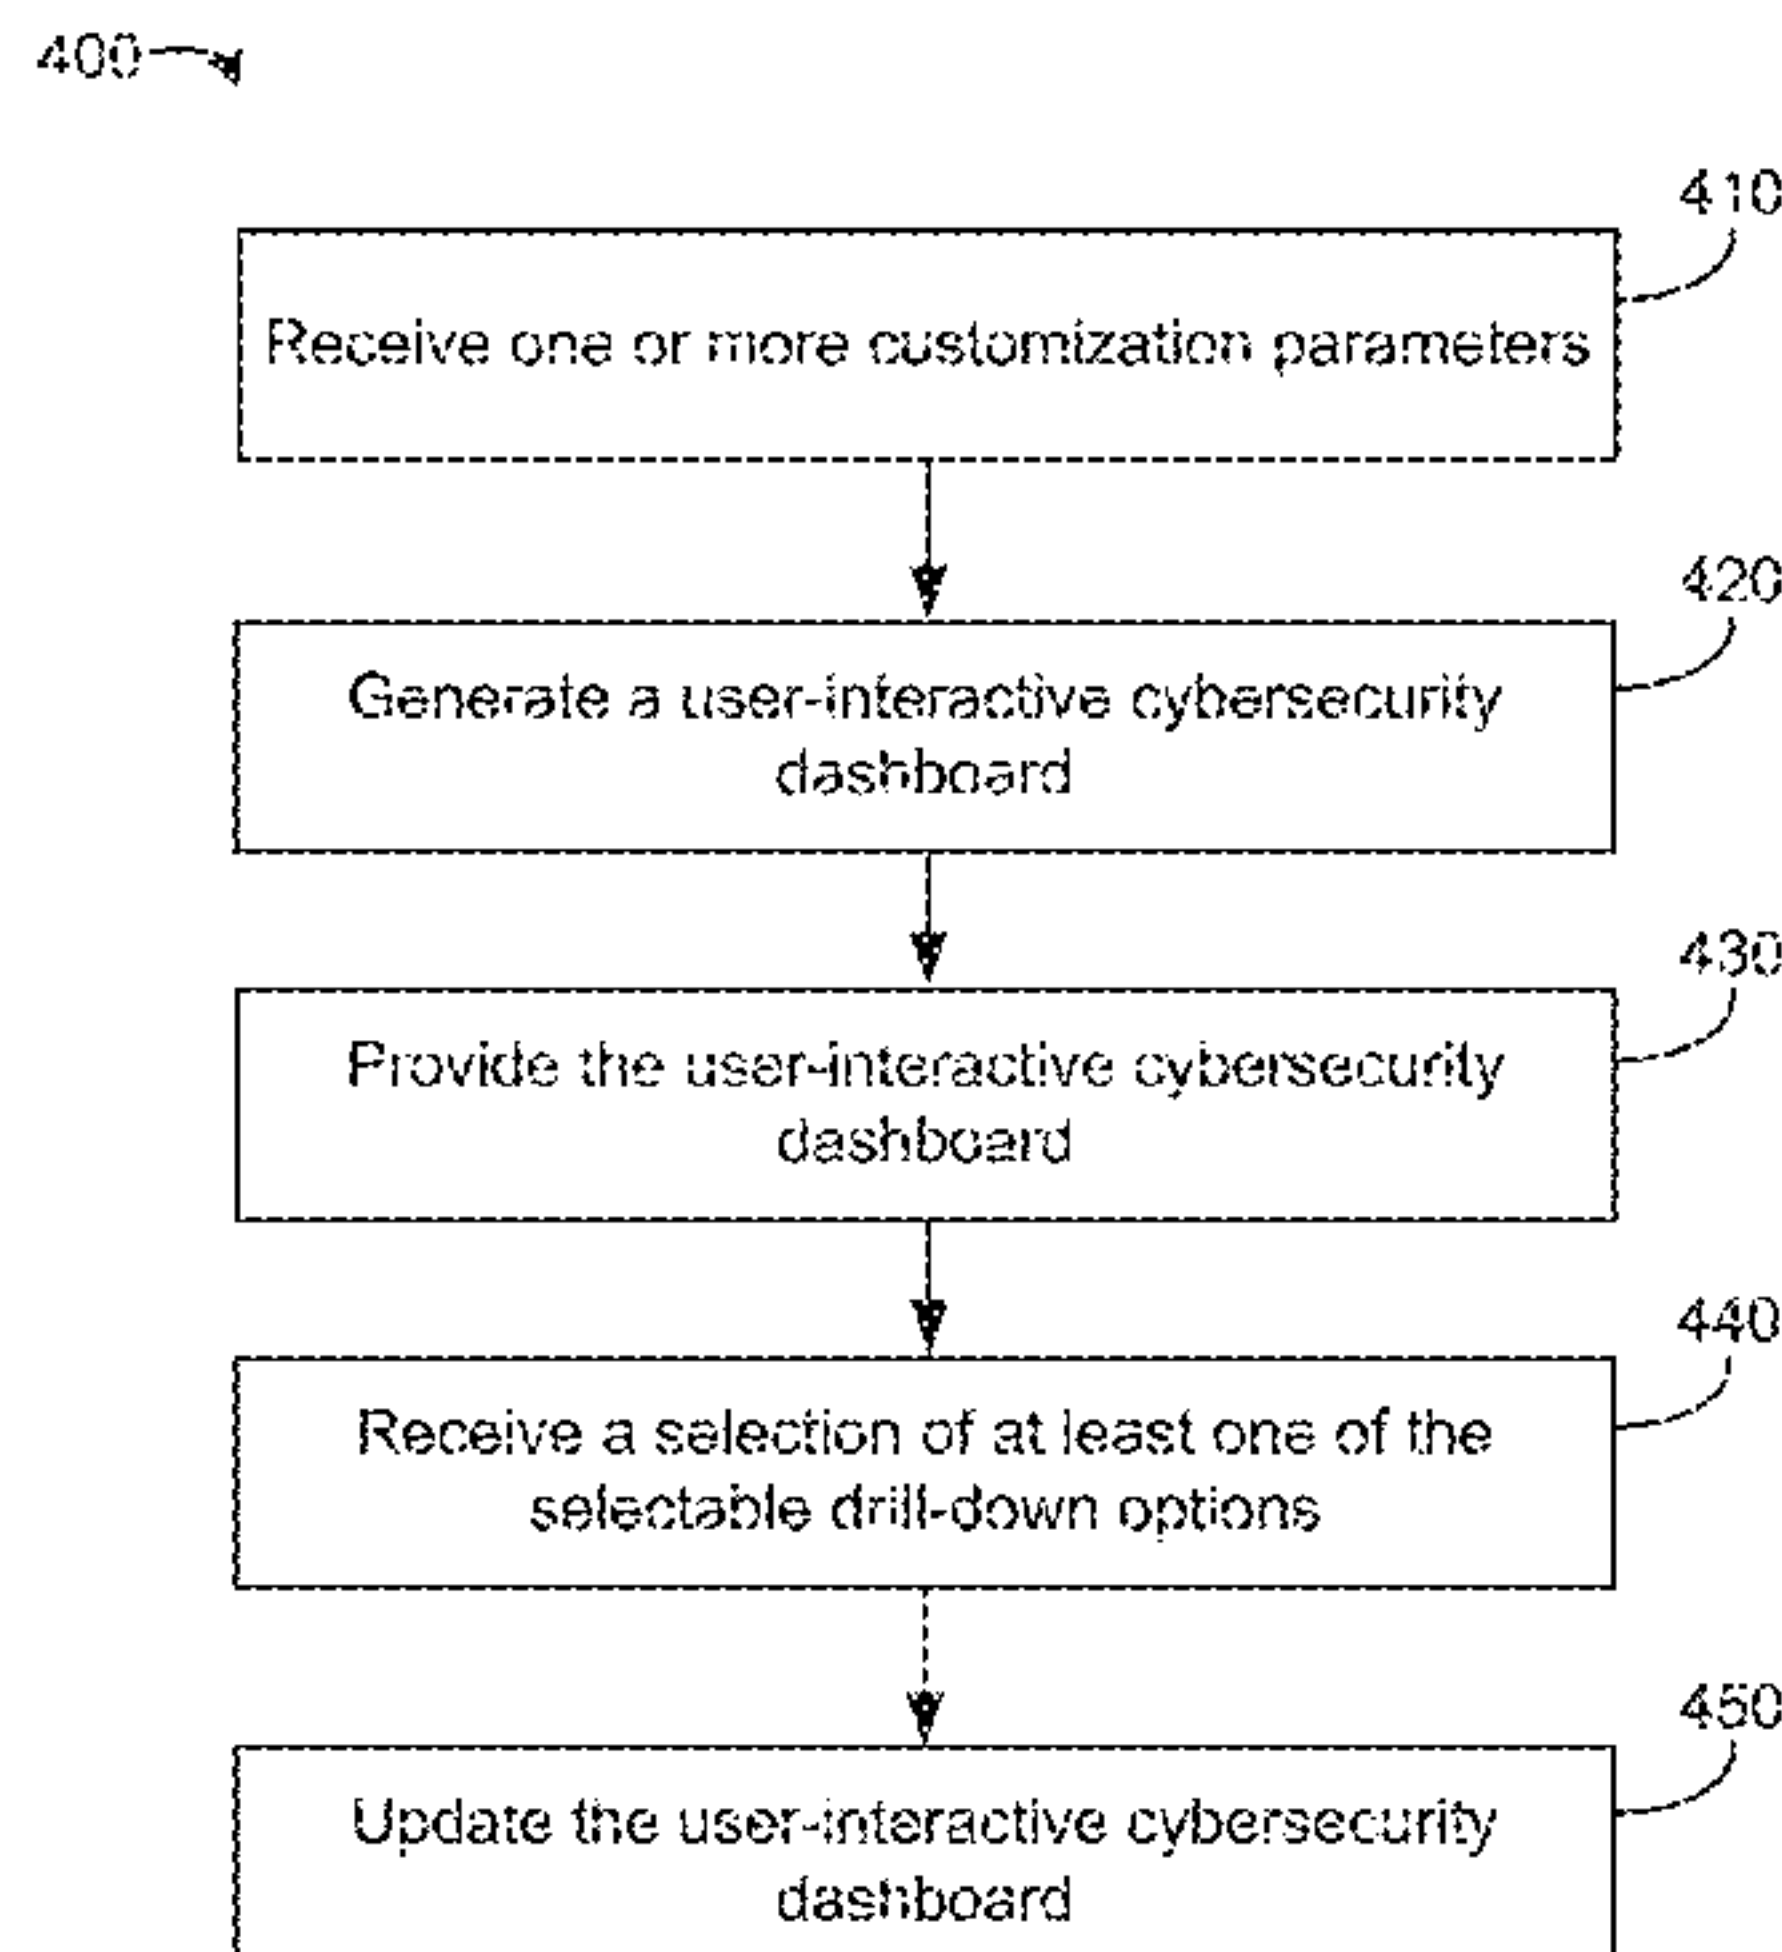 400
410
Receive one or more customization parameters
420
Generate a user-interactive cybersecurity
dashboard
430
Provide the user-interactive cybersecurity
dashboard
440
Receive a selection of at least one of the
selectable drill-down options
450
Update the user-interactive cybersecurity
dashboard